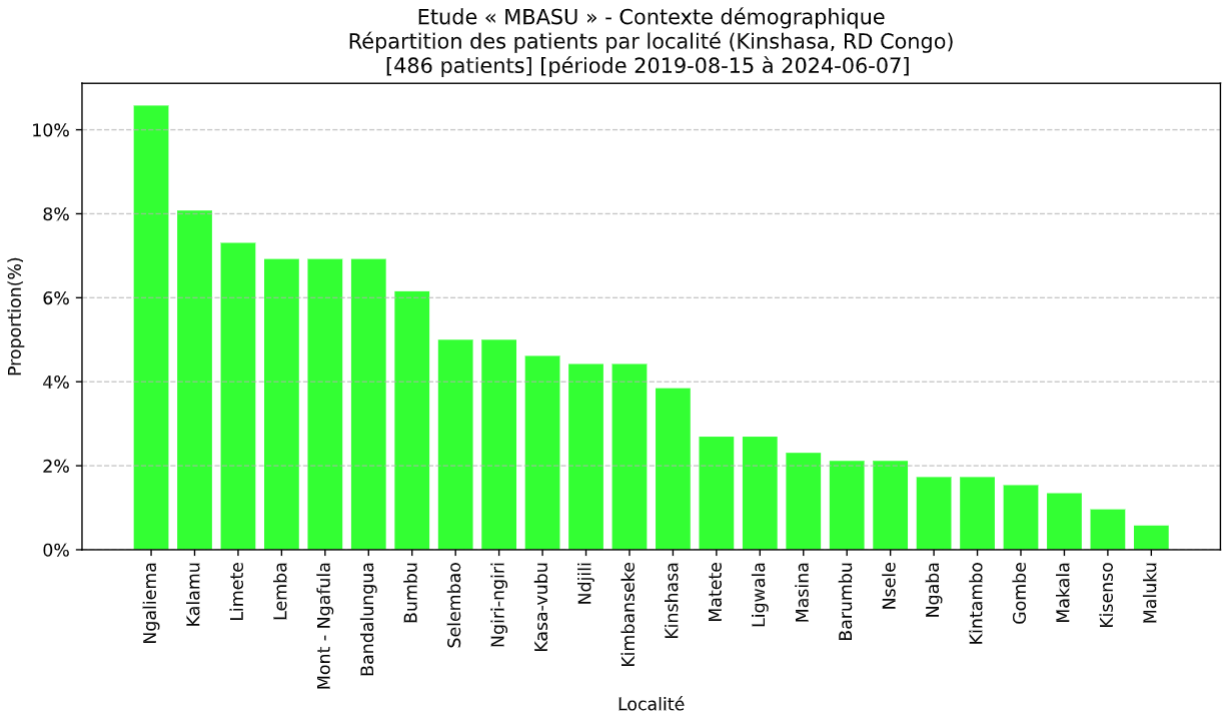 Etude « MBASU » - Contexte démographique
Répartition des patients par localité (Kinshasa, RD Congo)
[486 patients] [période 2019-08-15 à 2024-06-07]
Proportion(%)
10%
8%
6%
4%
2%
0%
Ngaliema
Kalamu
Limete
Lemba
Mont - Ngafula
Bandalungua
Bumbu
Selembao
Ngiri-ngiri
Kasa-vubu
Ndjili
Kimbanseke
Kinshasa
Matete
Ligwala
Masina
Barumbu
Nsele
Ngaba
Kintambo
Gombe
Makala
Kisenso
Maluku
Localité